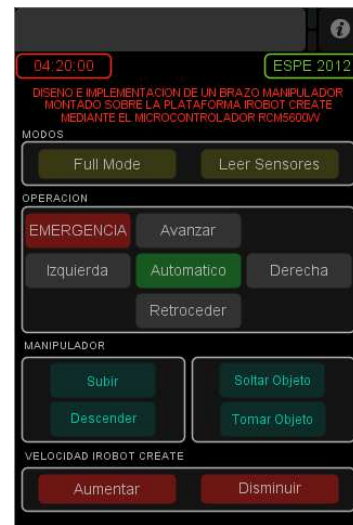 04:20:00 ESPE 2012
DISENO E IMPLEMENTACION DE UN BRAZO MANIPULADOR
MONTADO SOBRE LA PLATAFORMA IROBOT CREATE
MEDIANTE EL MICROCONTROLADOR RCM5600W
MODOS
Full Mode Leer Sensores
OPERACION
EMERGENCIA Avanzar
Izquierda Automatico Derecha
Retroceder
MANIPULADOR
Subir Soltar Objeto
Descender Tomar Objeto
VELOCIDAD IROBOT CREATE
Aumentar Disminuir